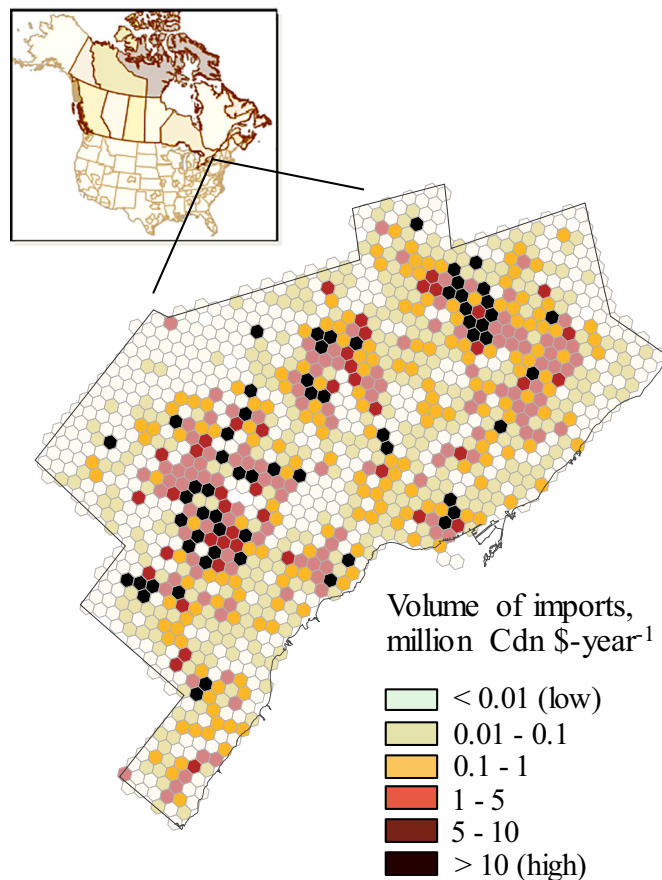 Volume of imports,
million Cdn $-year-1
< 0.01 (low)
0.01 - 0.1
0.1 - 1
1 - 5
5 - 10
> 10 (high)